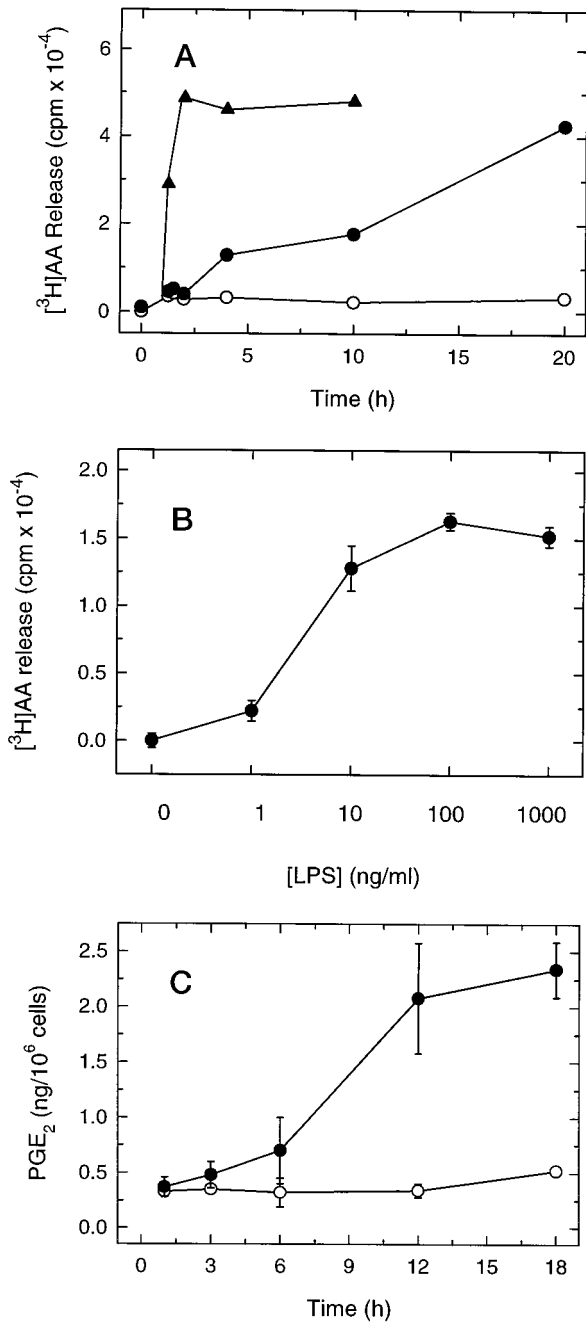 A
[³H]AA Release (cpm x 10⁻⁴)
6
4
2
0
0 5 10 15 20
Time (h)
B
[³H]AA release (cpm x 10⁻⁴)
2.0
1.5
1.0
0.5
0.0
0 1 10 100 1000
[LPS] (ng/ml)
C
PGE₂ (ng/10⁶ cells)
2.5
2.0
1.5
1.0
0.5
0.0
0 3 6 9 12 15 18
Time (h)